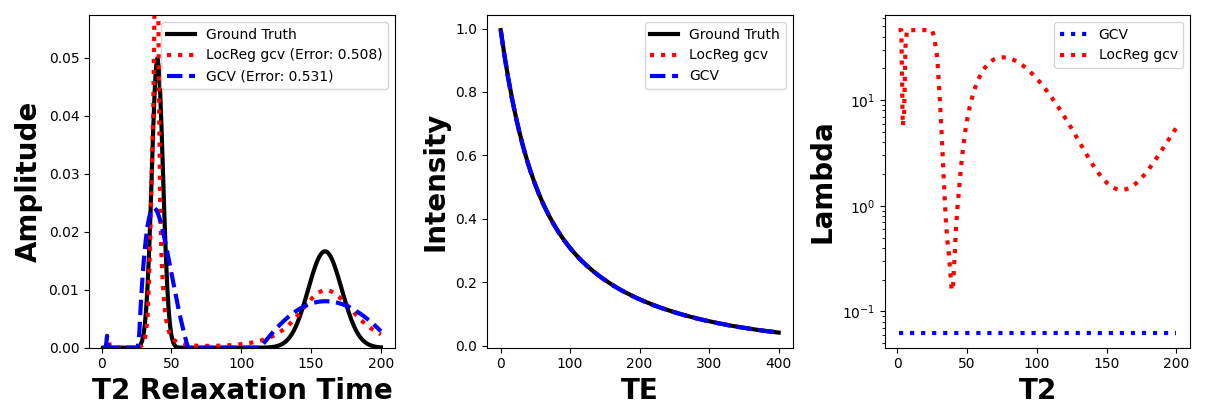 Amplitude
0.05
0.04
0.03
0.02
0.01
0.00
Ground Truth
LocReg gcv (Error: 0.508)
GCV (Error: 0.531)
0 50 100 150 200
T2 Relaxation Time
Intensity
1.0
0.8
0.6
0.4
0.2
0.0
Ground Truth
LocReg gcv
GCV
0 100 200 300 400
TE
Lambda
10¹
10⁰
10⁻¹
GCV
LocReg gcv
0 50 100 150 200
T2